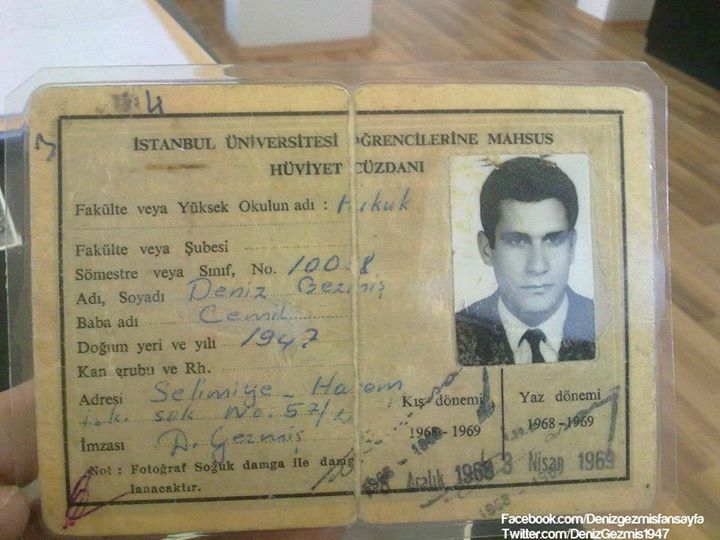 İSTANBUL ÜNİVERSİTESİ ÖĞRENCİLERİNE MAHSUS
HÜVİYET CÜZDANI
Fakülte veya Yüksek Okulun adı : Hukuk
Fakülte veya Şubesi
Sömestre veya Sınıf, No.
Adı, Soyadı Deniz Gezmiş
Baba adı Cemil
Doğum yeri ve yılı 1947
Kan grubu ve Rh.
Adresi Selimiye - Harem
sok No. 57/
İmzası D. Gezmiş
Not : Fotoğraf Soğuk damga ile damga
lanacaktır.
Kış dönemi
1968 - 1969
Yaz dönemi
1968 - 1969
Aralık 1968
3 Nisan 1969
Facebook.com/Denizgezmisfansayfa
Twitter.com/DenizGezmis1947